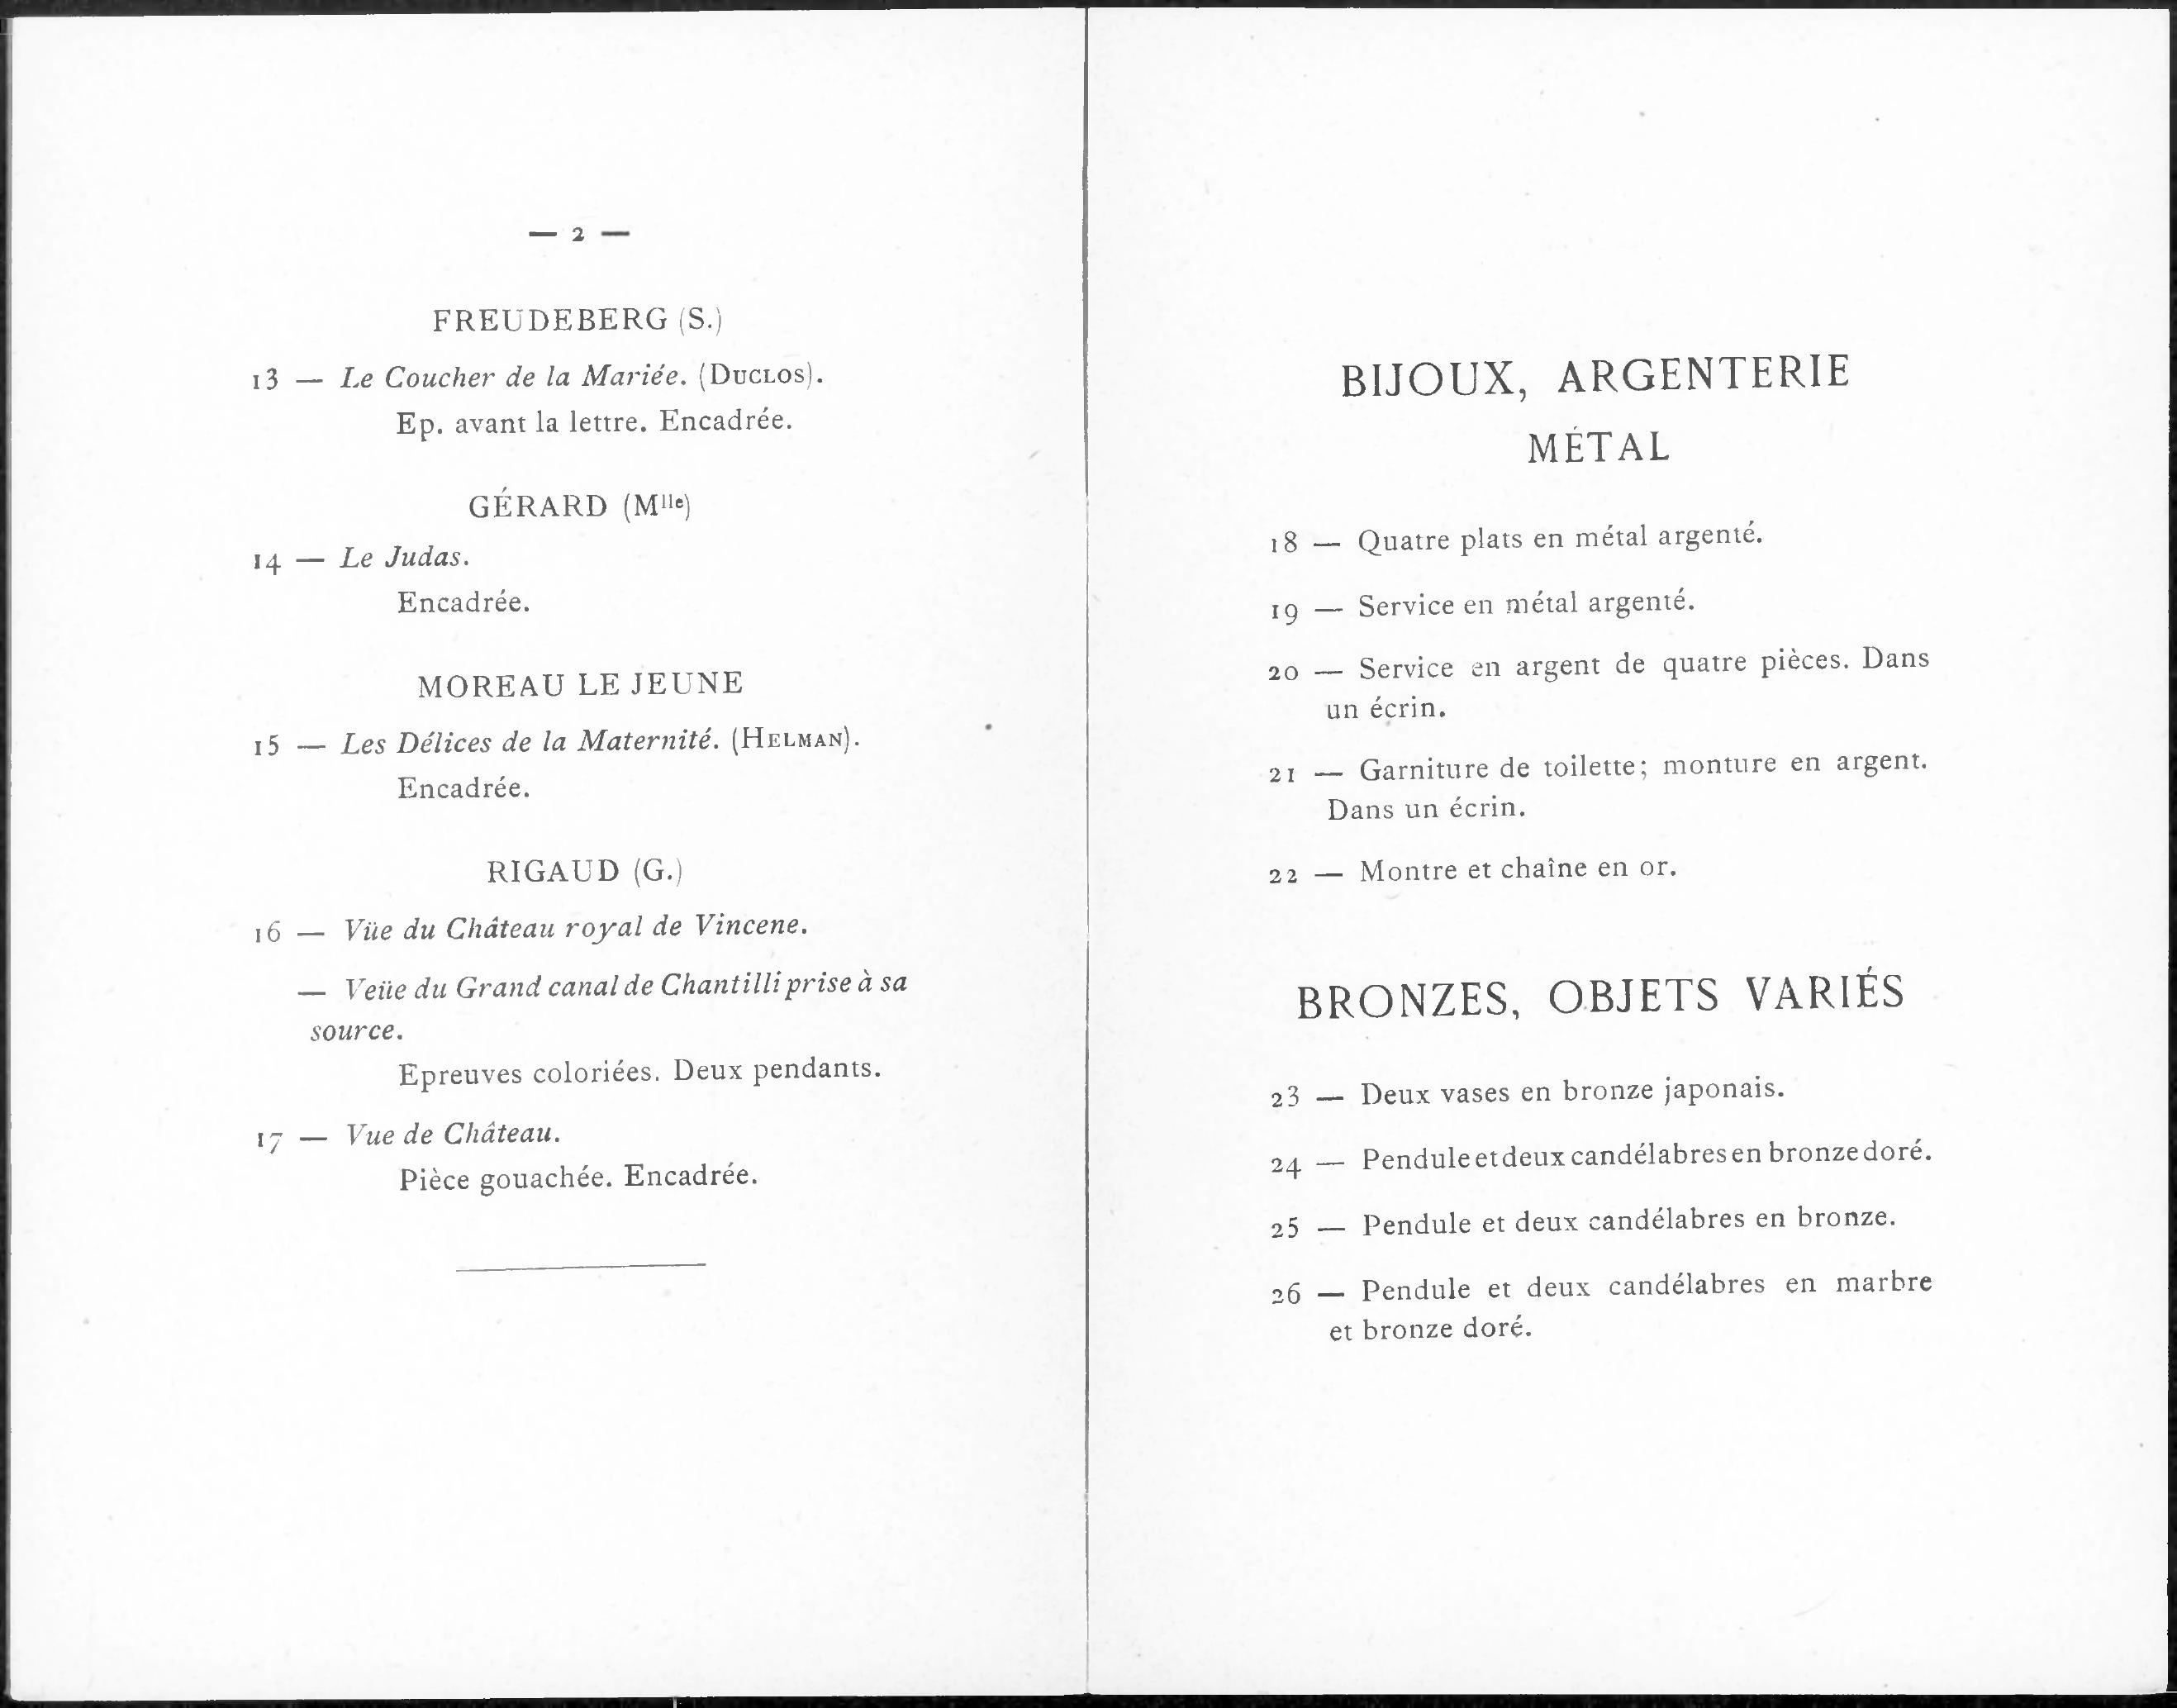 — 2 —
FREUDEBERG (S.)
13 — Le Coucher de la Mariée. (DUCLOS).
Ep. avant la lettre. Encadrée.
GÉRARD (Mlle)
14 — Le Judas.
Encadrée.
MOREAU LE JEUNE
15 — Les Délices de la Maternité. (HELMAN).
Encadrée.
RIGAUD (G.)
16 — Vüe du Château royal de Vincene.
— Veüe du Grand canal de Chantilli prise à sa
source.
Epreuves coloriées. Deux pendants.
17 — Vue de Château.
Pièce gouachée. Encadrée.
BIJOUX, ARGENTERIE
MÉTAL
18 — Quatre plats en métal argenté.
19 — Service en métal argenté.
20 — Service en argent de quatre pièces. Dans
un écrin.
21 — Garniture de toilette; monture en argent.
Dans un écrin.
22 — Montre et chaîne en or.
BRONZES, OBJETS VARIÉS
23 — Deux vases en bronze japonais.
24 — Pendule et deux candélabres en bronze doré.
25 — Pendule et deux candélabres en bronze.
26 — Pendule et deux candélabres en marbre
et bronze doré.